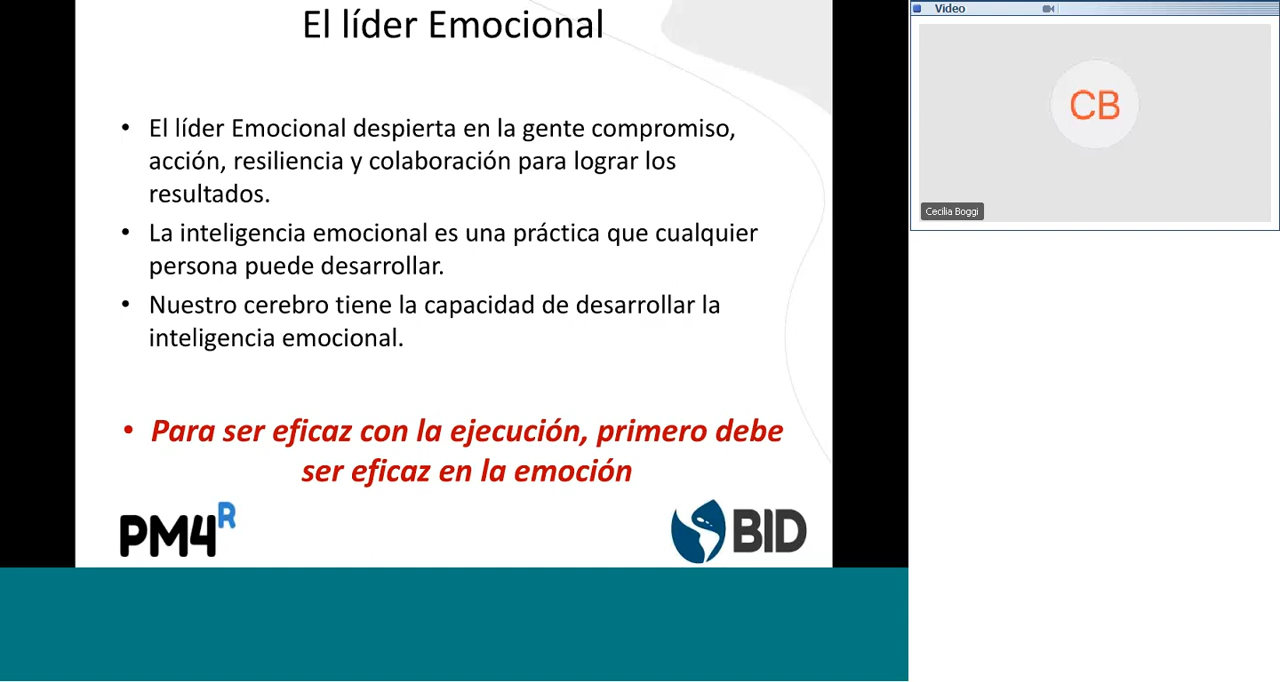 El líder Emocional
• El líder Emocional despierta en la gente compromiso,
acción, resiliencia y colaboración para lograr los
resultados.
• La inteligencia emocional es una práctica que cualquier
persona puede desarrollar.
• Nuestro cerebro tiene la capacidad de desarrollar la
inteligencia emocional.
• Para ser eficaz con la ejecución, primero debe
ser eficaz en la emoción
PM4R
BID
Video
CB
Cecilia Boggi